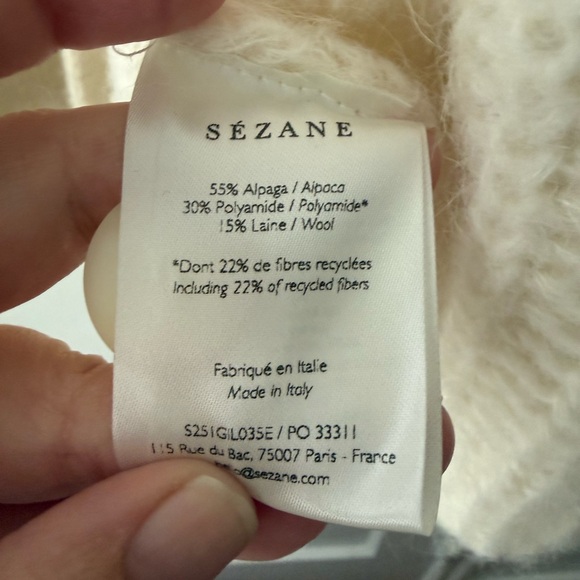 SÉZANE
55% Alpaga / Alpaca
30% Polyamide / Polyamide*
15% Laine / Wool
*Dont 22% de fibres recyclées
Including 22% of recycled fibers
Fabriqué en Italie
Made in Italy
S251GIL035E / PO 33311
115 Rue du Bac, 75007 Paris - France
@sezane.com